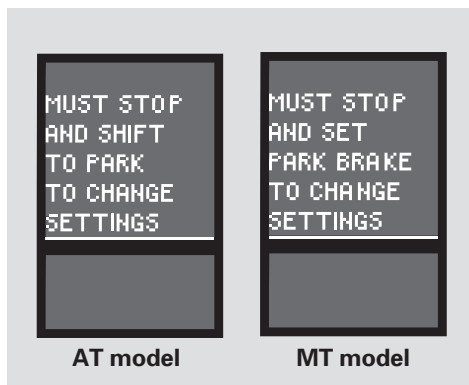 MUST STOP
AND SHIFT
TO PARK
TO CHANGE
SETTINGS
MUST STOP
AND SET
PARK BRAKE
TO CHANGE
SETTINGS
AT model
MT model